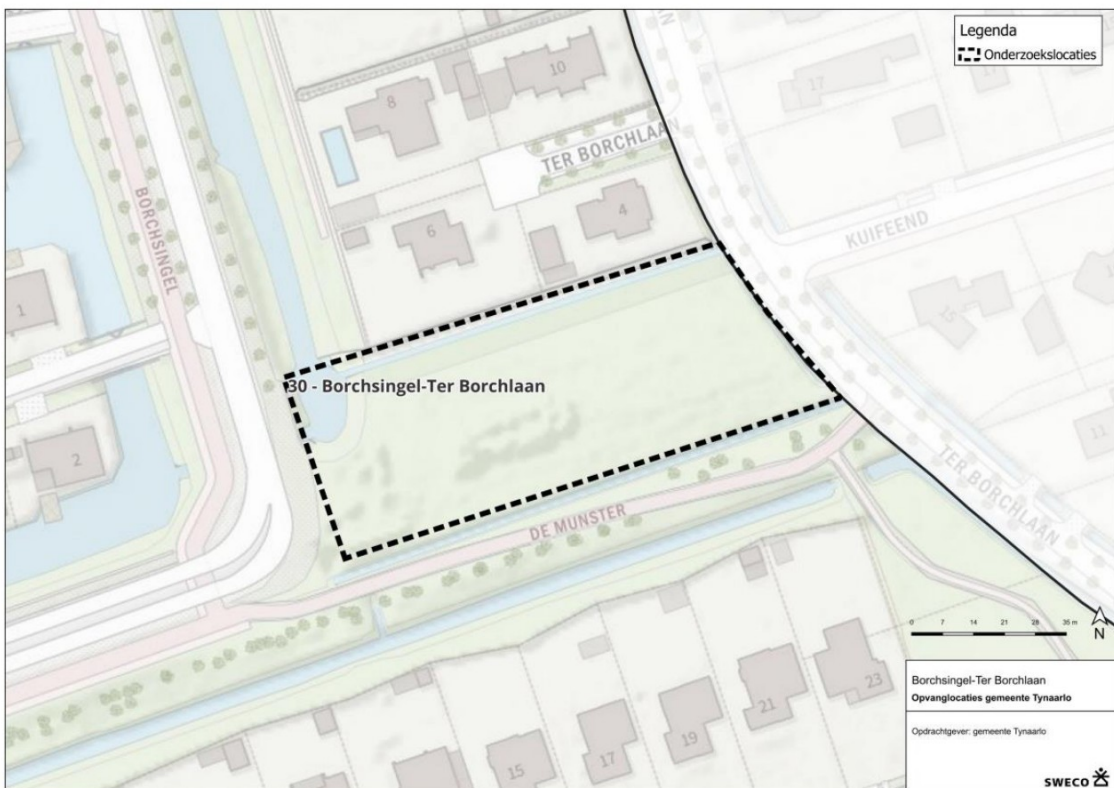 Legenda
Onderzoekslocaties
10
8
17
TER BORCHLAAN
BORCHSINGEL
4
6
KUIFEEND
1
15
30 - Borchsingel-Ter Borchlaan
2
11
TER BORCHLAAN
DE MUNSTER
0 7 14 21 28 35 m
N
23
21
19
17
15
Borchsingel-Ter Borchlaan
Opvanglocaties gemeente Tynaarlo
Opdrachtgever: gemeente Tynaarlo
SWECO